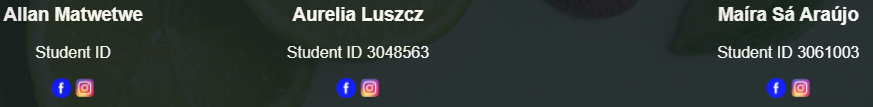 Allan Matwetwe
Student ID
Aurelia Luszcz
Student ID 3048563
Maíra Sá Araújo
Student ID 3061003